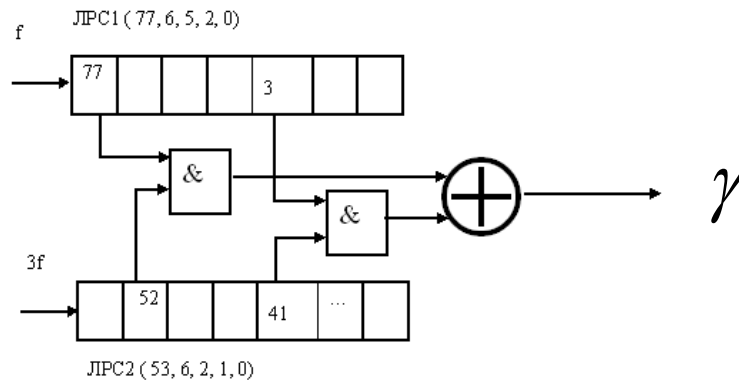 ЛРС1 ( 77, 6, 5, 2, 0)
f
77
3
&
&
γ
3f
52
41
...
ЛРС2 ( 53, 6, 2, 1, 0)